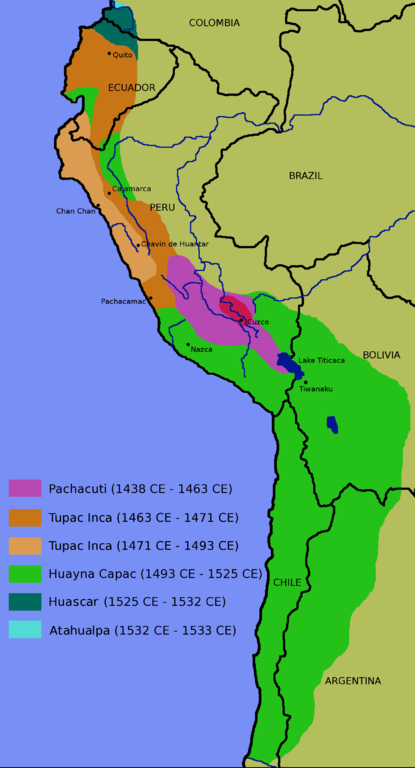 COLOMBIA
Quito
ECUADOR
BRAZIL
Cajamarca
Chan Chan
PERU
Chavin de Huantar
Pachacamac
Cuzco
Nazca
BOLIVIA
Lake Titicaca
Tiwanaku
Pachacuti (1438 CE - 1463 CE)
Tupac Inca (1463 CE - 1471 CE)
Tupac Inca (1471 CE - 1493 CE)
Huayna Capac (1493 CE - 1525 CE)
CHILE
Huascar (1525 CE - 1532 CE)
Atahualpa (1532 CE - 1533 CE)
ARGENTINA